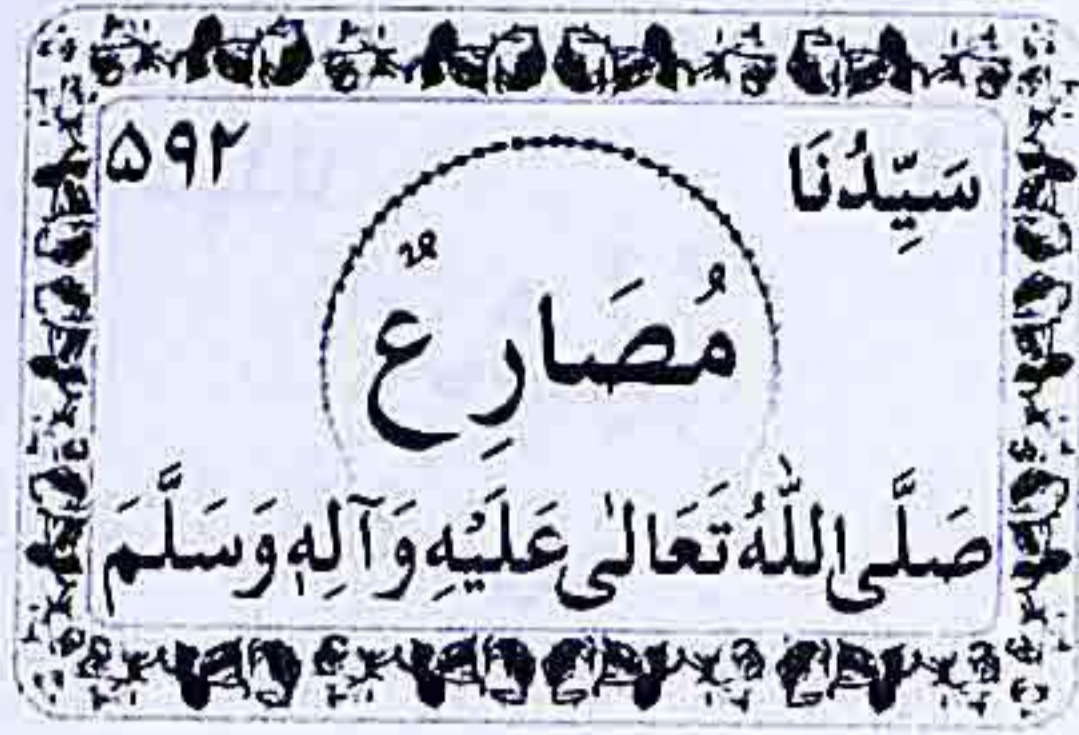 سَيِّدُنَا ۵۹۲
مُصَارِعٌ
صَلَّى اللّٰهُ تَعَالٰى عَلَيْهِ وَآلِهٖ وَسَلَّمَ